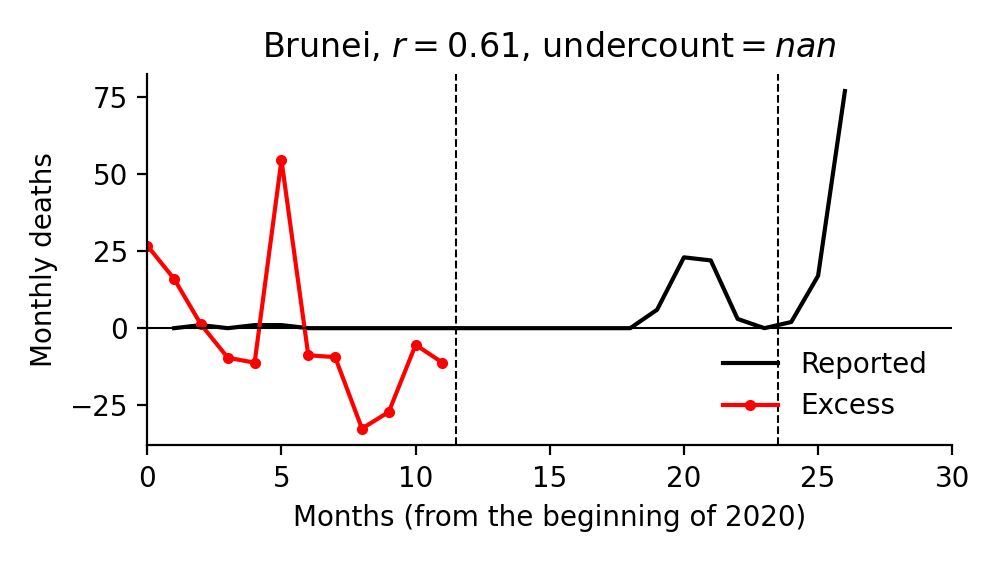 Brunei, r = 0.61, undercount = nan
Monthly deaths
75
50
25
0
−25
Reported
Excess
0 5 10 15 20 25 30
Months (from the beginning of 2020)